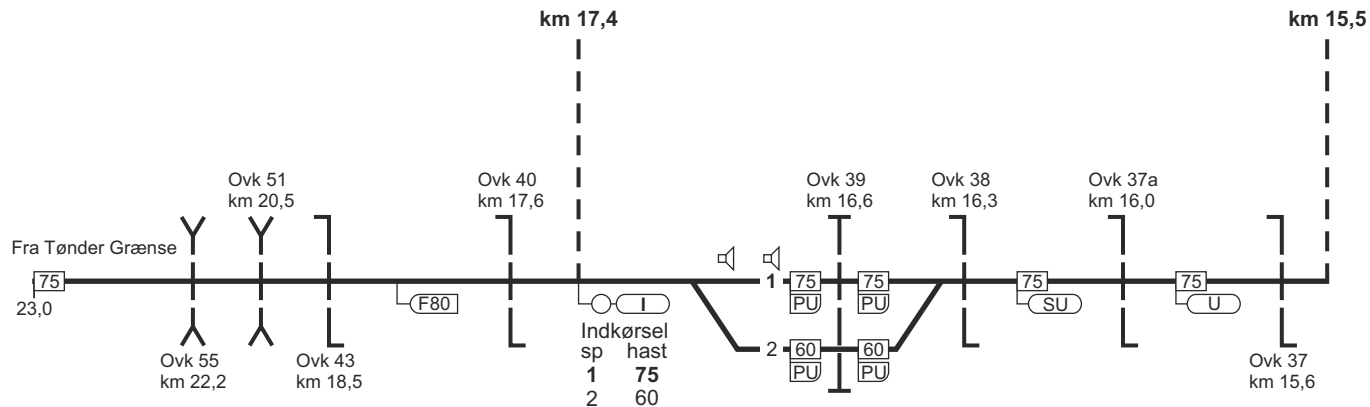 km 17,4
km 15,5
Ovk 51
km 20,5
Ovk 40
km 17,6
Ovk 39
km 16,6
Ovk 38
km 16,3
Ovk 37a
km 16,0
Fra Tønder Grænse
75
23,0
F80
I
1
75
75
PU
PU
75
SU
75
U
Indkørsel
sp hast
1 75
2 60
2
60
60
PU
PU
Ovk 55
km 22,2
Ovk 43
km 18,5
Ovk 37
km 15,6